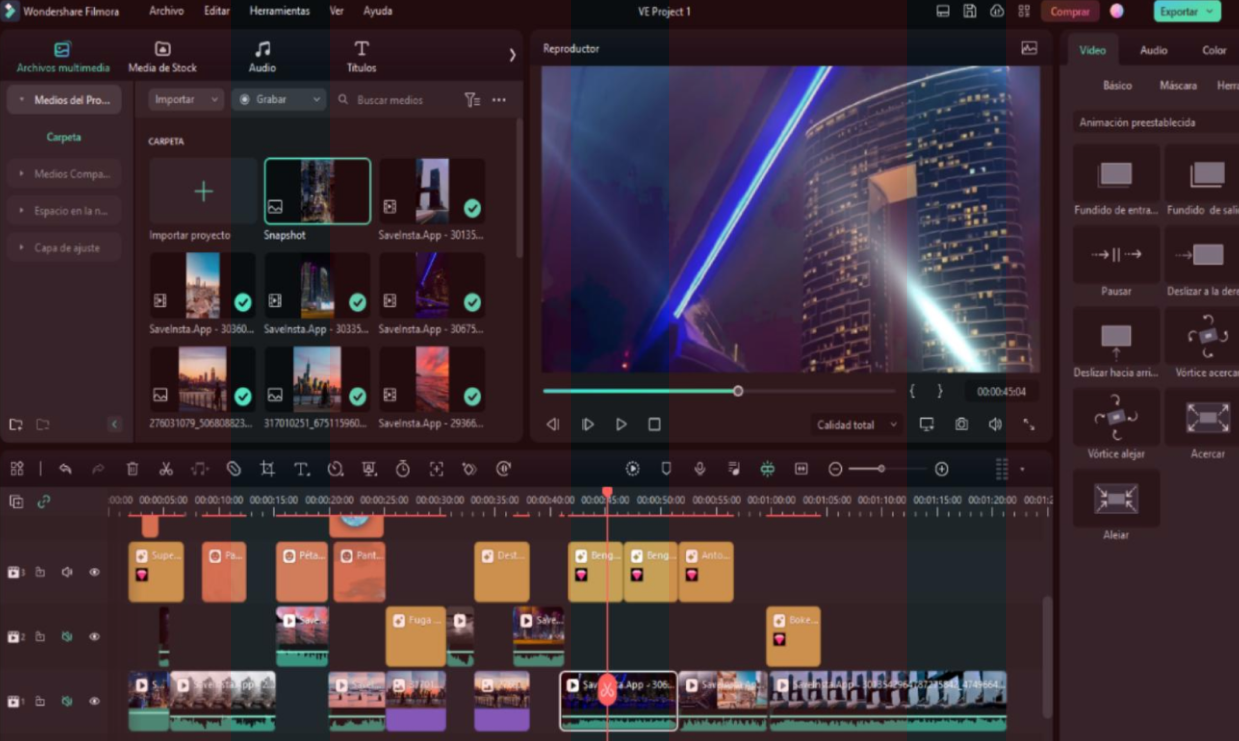 Wondershare Filmora Archivo Editar Herramientas Ver Ayuda VE Project 1 Comprar Exportar
Archivos multimedia Media de Stock Audio Títulos
Medios del Pro...
Carpeta
Medios Compa...
Espacio en la n...
Capa de ajuste
Importar Grabar Buscar medios
CARPETA
Importar proyecto Snapshot SaveInsta.App - 30135...
SaveInsta.App - 30360... SaveInsta.App - 30335... SaveInsta.App - 30675...
276031079_506808823... 317010251_675115960... SaveInsta.App - 29366...
Reproductor
00:00:45:04
Calidad total
Video Audio Color
Básico Máscara Herra
Animación preestablecida
Fundido de entra... Fundido de sali
Pausar Deslizar a la dere
Deslizar hacia arri... Vórtice acercar
Vórtice alejar Acercar
Alejar
:00:00 00:00:05:00 00:00:10:00 00:00:15:00 00:00:20:00 00:00:25:00 00:00:30:00 00:00:35:00 00:00:40:00 00:00:45:00 00:00:50:00 00:00:55:00 00:01:00:00 00:01:05:00 00:01:10:00 00:01:15:00 00:01:20:00 00:01:2
3 Supe... Pa... Péta... Pant... Dest... Beng... Beng... Anto...
2 Save... Fuga ... Save... Boke...
1 S SaveInsta.App - 2 S SaveInsta.App - 306... SaveInsta.App